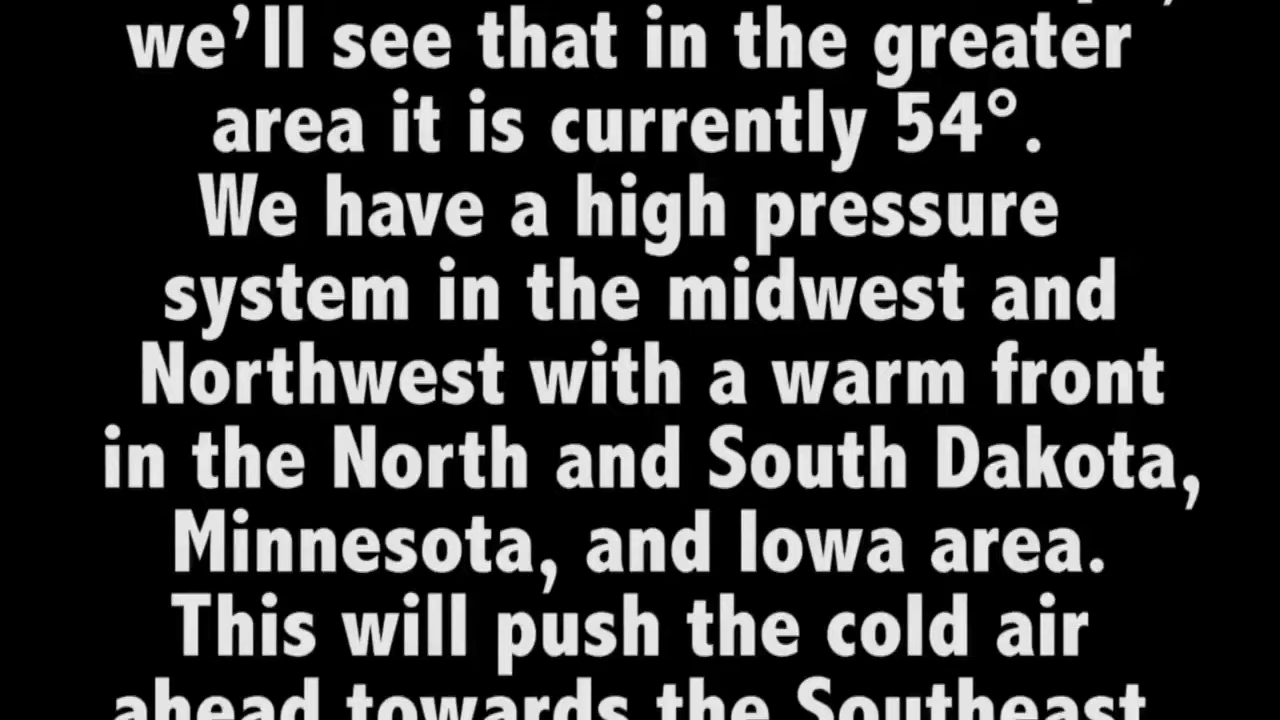 we’ll see that in the greater
area it is currently 54°.
We have a high pressure
system in the midwest and
Northwest with a warm front
in the North and South Dakota,
Minnesota, and Iowa area.
This will push the cold air
ahead towards the Southeast